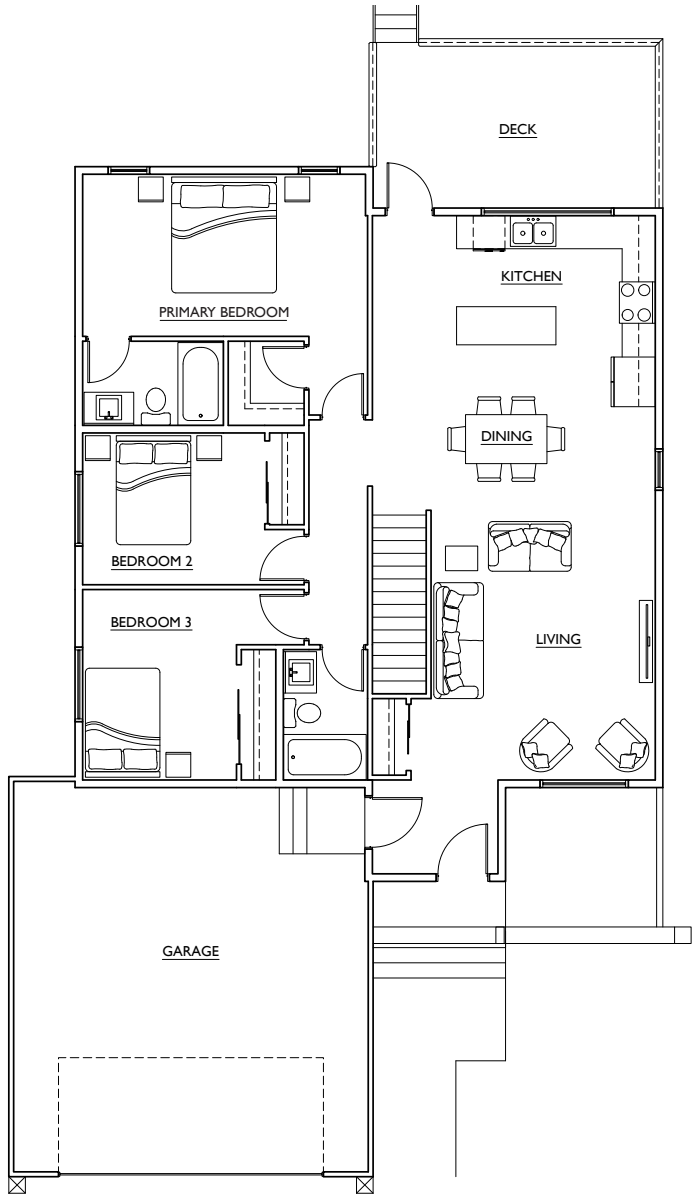 DECK
KITCHEN
PRIMARY BEDROOM
DINING
BEDROOM 2
BEDROOM 3
LIVING
GARAGE